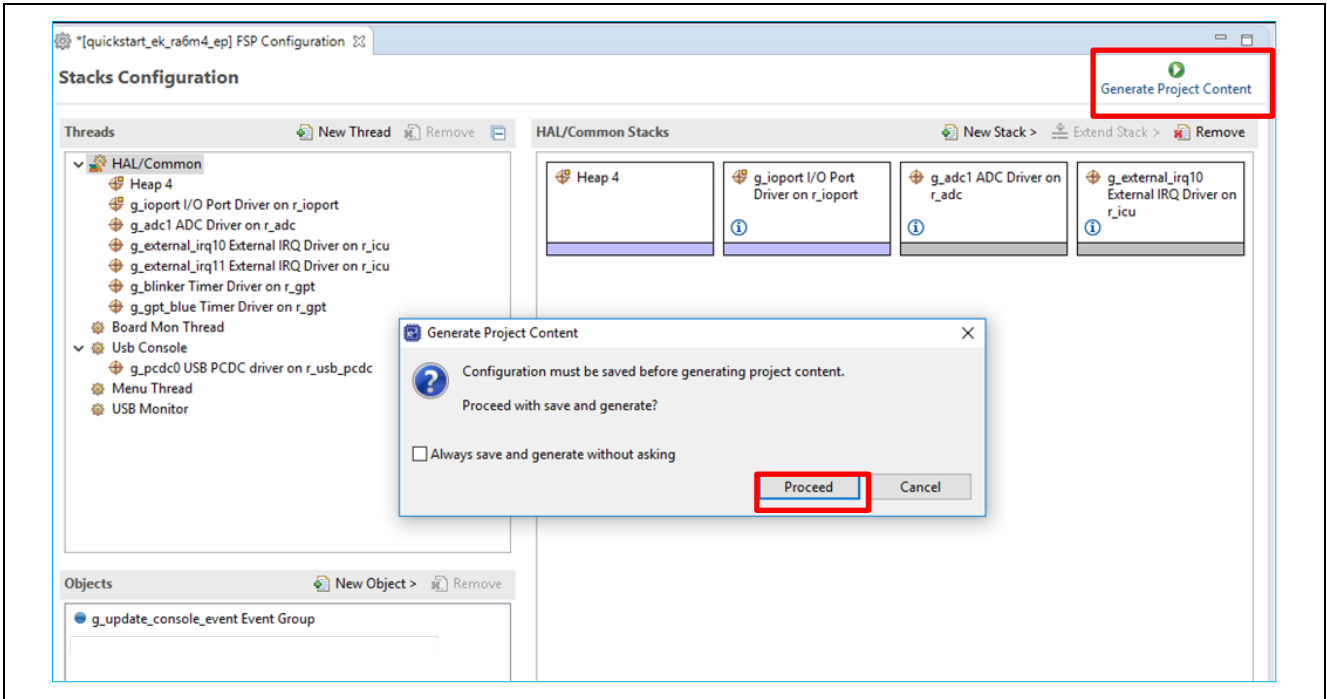 *[quickstart_ek_ra6m4_ep] FSP Configuration
Stacks Configuration
Generate Project Content
Threads
New Thread
Remove
HAL/Common
Heap 4
g_ioport I/O Port Driver on r_ioport
g_adc1 ADC Driver on r_adc
g_external_irq10 External IRQ Driver on r_icu
g_external_irq11 External IRQ Driver on r_icu
g_blinker Timer Driver on r_gpt
g_gpt_blue Timer Driver on r_gpt
Board Mon Thread
Usb Console
g_pcdc0 USB PCDC driver on r_usb_pcdc
Menu Thread
USB Monitor
HAL/Common Stacks
New Stack >
Extend Stack >
Remove
Heap 4
g_ioport I/O Port
Driver on r_ioport
g_adc1 ADC Driver on
r_adc
g_external_irq10
External IRQ Driver on
r_icu
Generate Project Content
Configuration must be saved before generating project content.
Proceed with save and generate?
Always save and generate without asking
Proceed
Cancel
Objects
New Object >
Remove
g_update_console_event Event Group